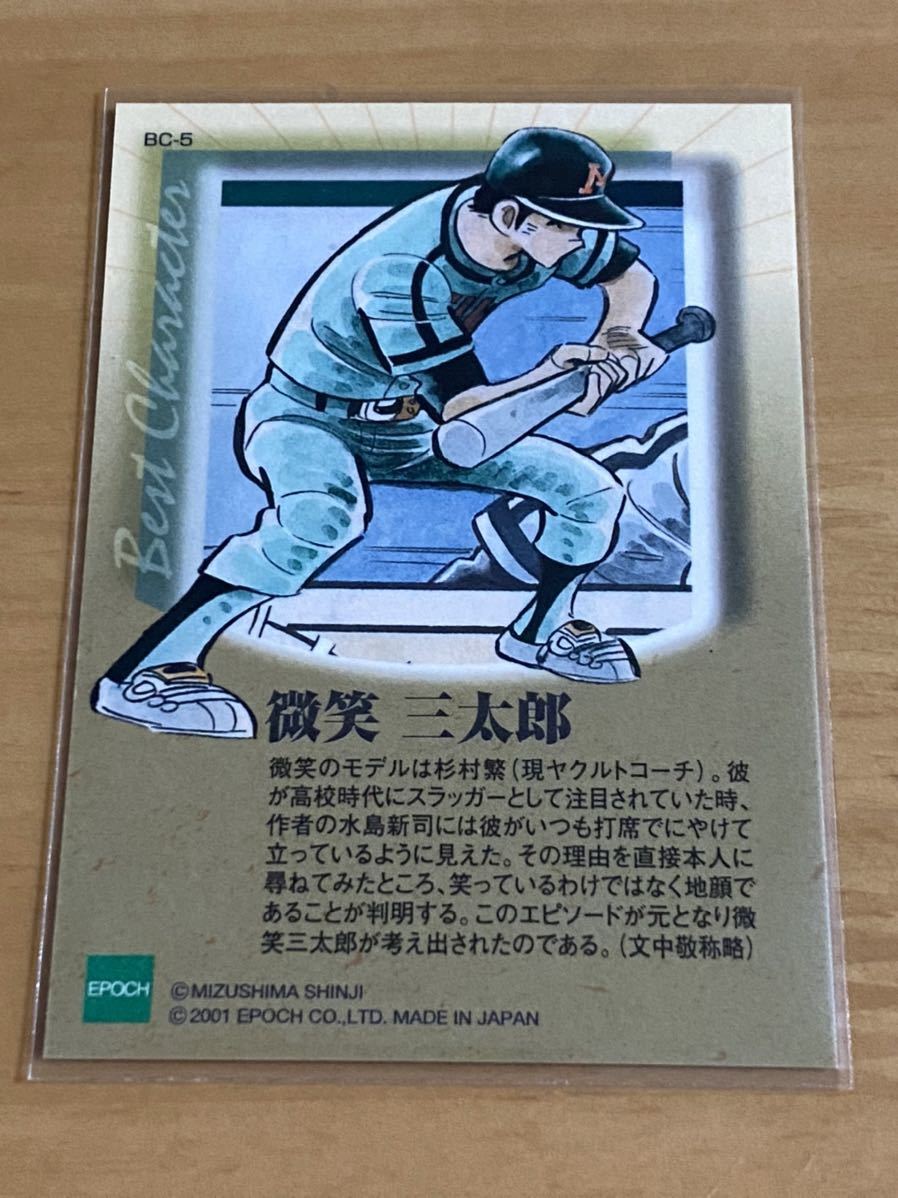 BC-5
Best Character
N
微笑 三太郎
微笑のモデルは杉村繁(現ヤクルトコーチ)。彼
が高校時代にスラッガーとして注目されていた時、
作者の水島新司には彼がいつも打席でにやけて
立っているように見えた。その理由を直接本人に
尋ねてみたところ、笑っているわけではなく地顔で
あることが判明する。このエピソードが元となり微
笑三太郎が考え出されたのである。(文中敬称略)
EPOCH
©MIZUSHIMA SHINJI
©2001 EPOCH CO.,LTD. MADE IN JAPAN